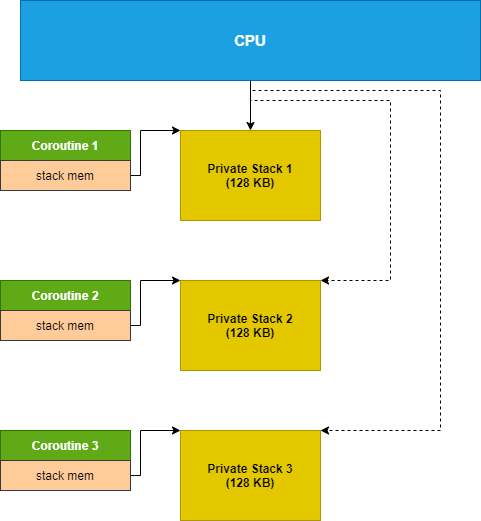 CPU
Coroutine 1
stack mem
Private Stack 1
(128 KB)
Coroutine 2
stack mem
Private Stack 2
(128 KB)
Coroutine 3
stack mem
Private Stack 3
(128 KB)